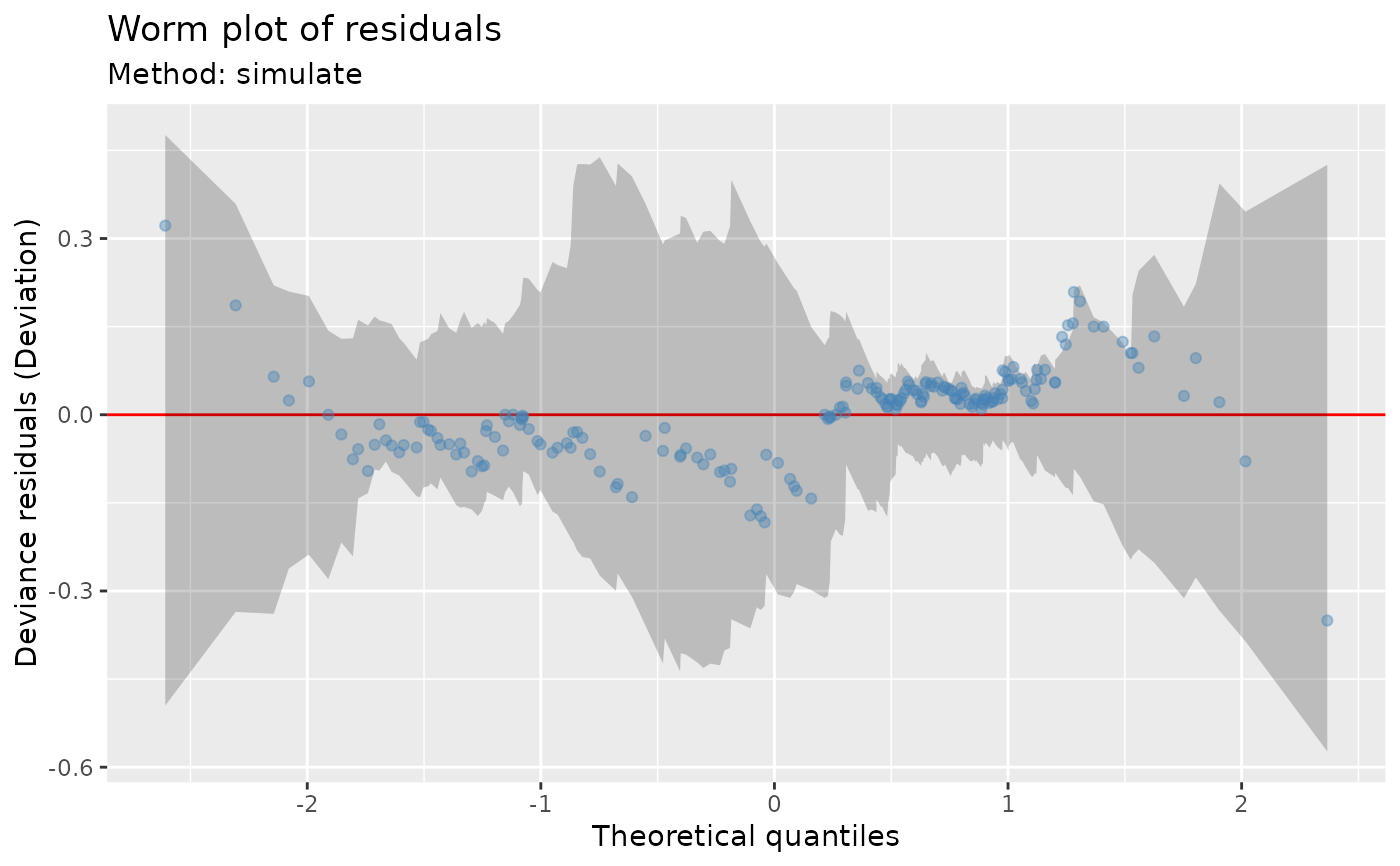 Worm plot of residuals
Method: simulate
Deviance residuals (Deviation)
0.3
0.0
-0.3
-0.6
-2
-1
0
1
2
Theoretical quantiles